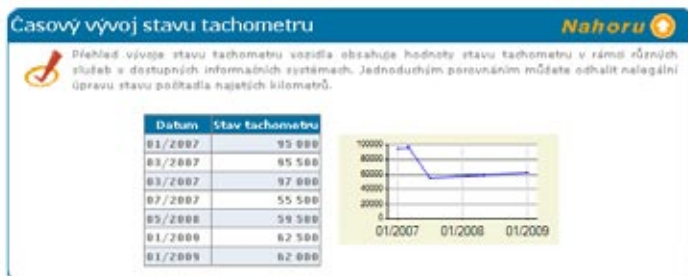 Časový vývoj stavu tachometru
Nahoru
Přehled vývoje stavu tachometru vozidla obsahuje hodnoty stavu tachometru v rámci různých
služeb v dostupných informačních systémech. Jednoduchým porovnáním můžete odhalit nelegální
úpravu stavu počítadla najetých kilometrů.
Datum Stav tachometru
01/2007 95 000
03/2007 95 500
03/2007 97 000
07/2007 55 500
05/2008 59 500
01/2009 62 500
01/2009 62 000
100000
80000
60000
40000
20000
0
01/2007 01/2008 01/2009